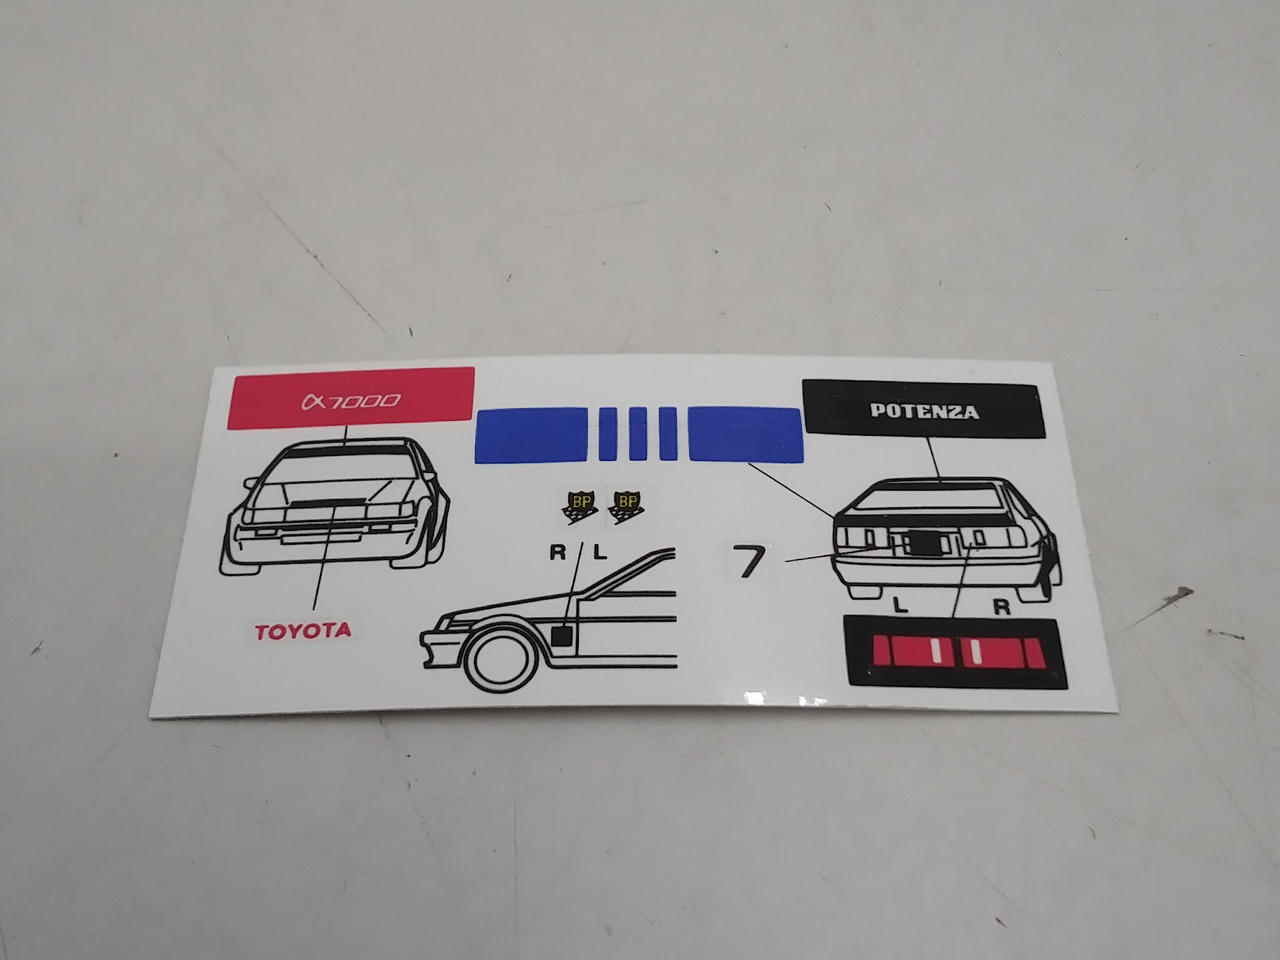 α7000
POTENZA
BP BP
R L
7
L R
TOYOTA